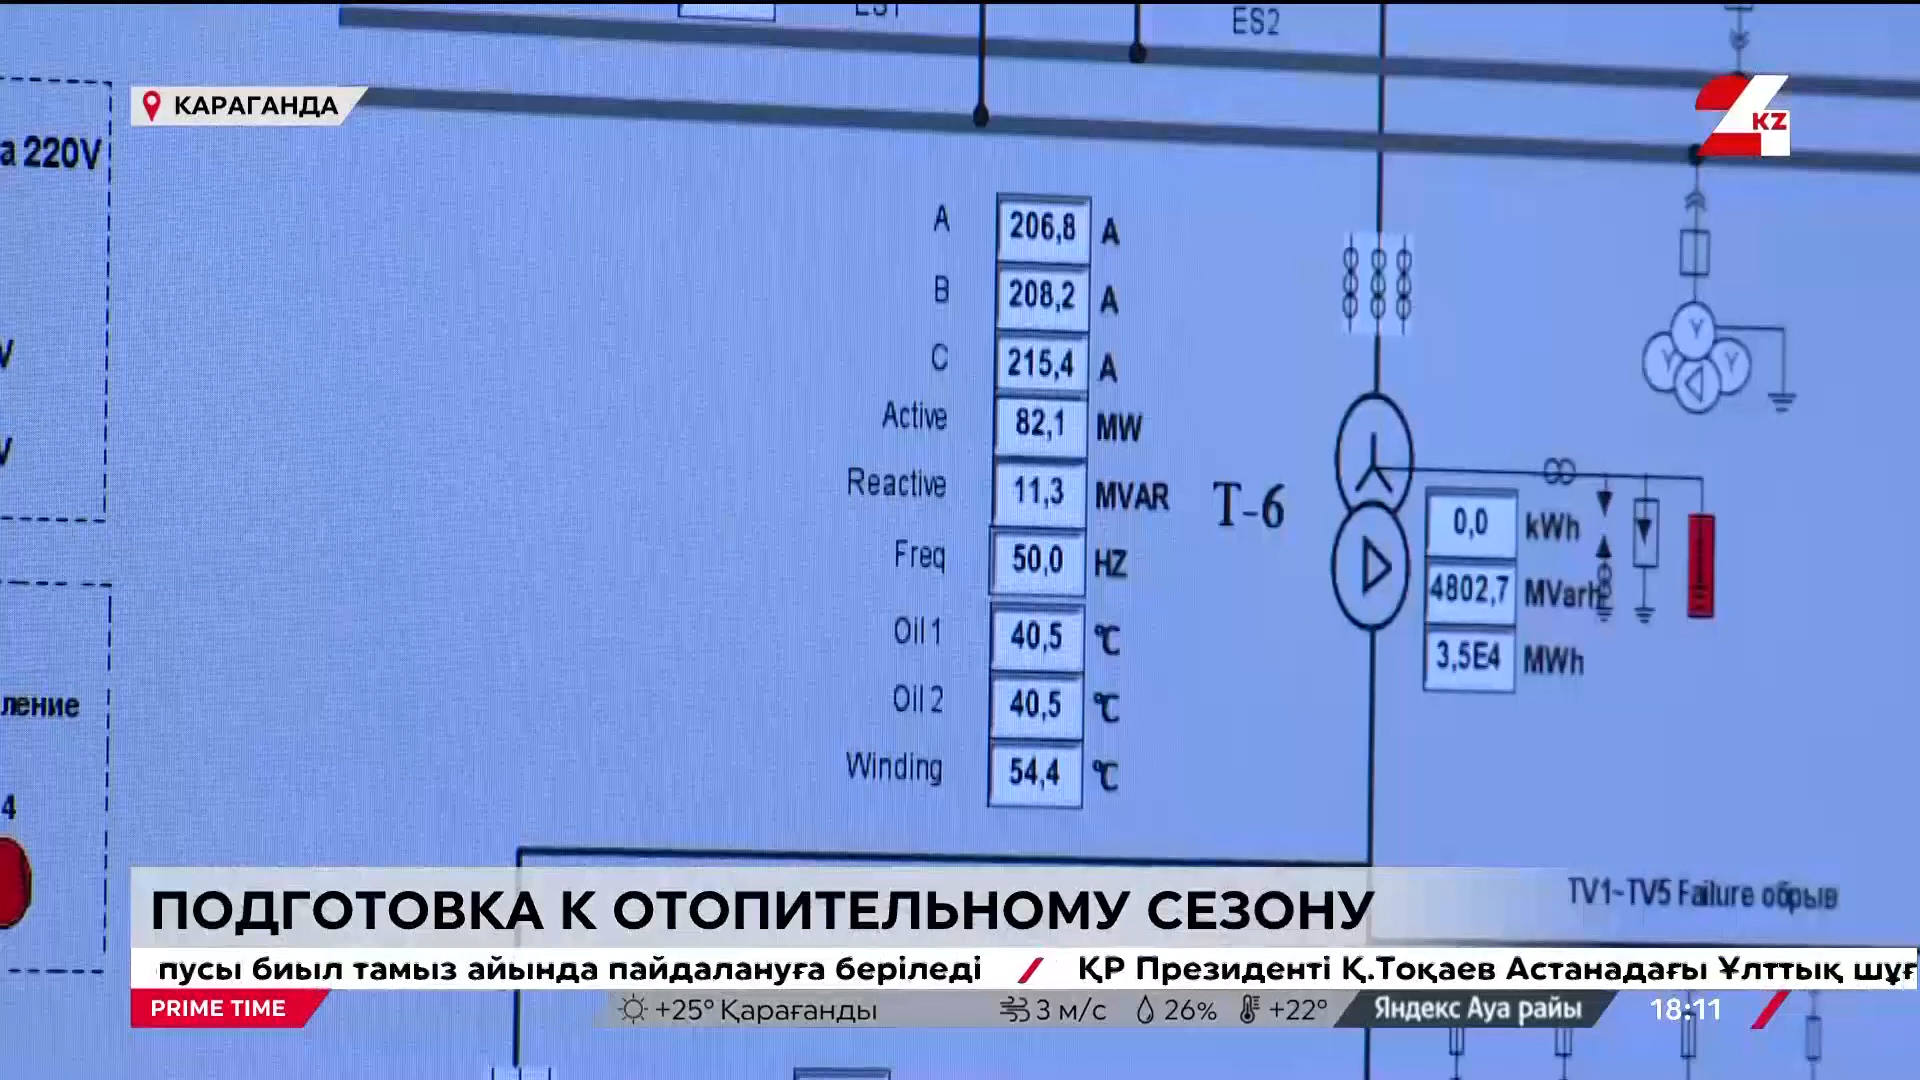 ES1
ES2
КАРАГАНДА
KZ
а 220V
A 206,8 A
B 208,2 A
C 215,4 A
Active 82,1 MW
Reactive 11,3 MVAR
Freq 50,0 HZ
Oil 1 40,5 ℃
Oil 2 40,5 ℃
Winding 54,4 ℃
T-6
0,0 kWh
4802,7 MVarh
3,5E4 MWh
V
V
ление
4
TV1~TV5 Failure обрыв
ПОДГОТОВКА К ОТОПИТЕЛЬНОМУ СЕЗОНУ
пусы биыл тамыз айында пайдалануға беріледі / ҚР Президенті Қ.Тоқаев Астанадағы Ұлттық шұғ
PRIME TIME +25° Қарағанды 3 м/с 26% +22° Яндекс Ауа райы 18:11